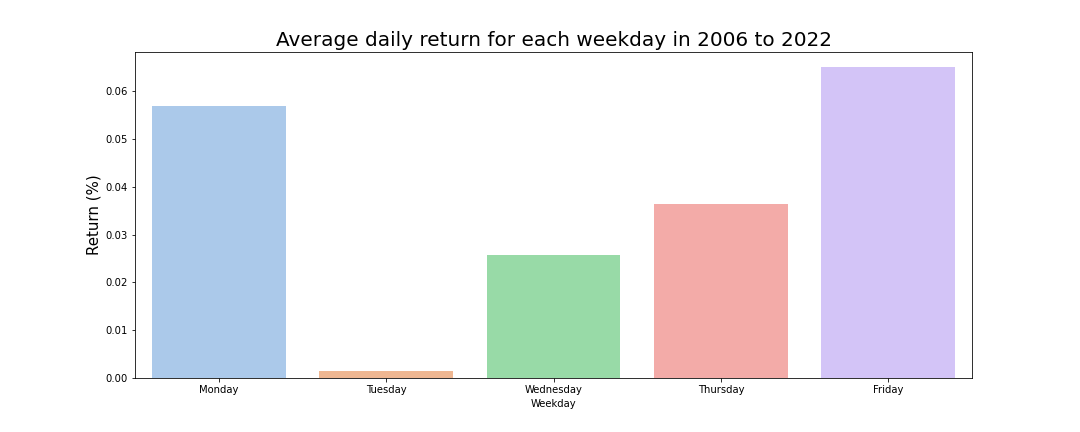 Average daily return for each weekday in 2006 to 2022
Return (%)
0.06
0.05
0.04
0.03
0.02
0.01
0.00
Monday Tuesday Wednesday Thursday Friday
Weekday